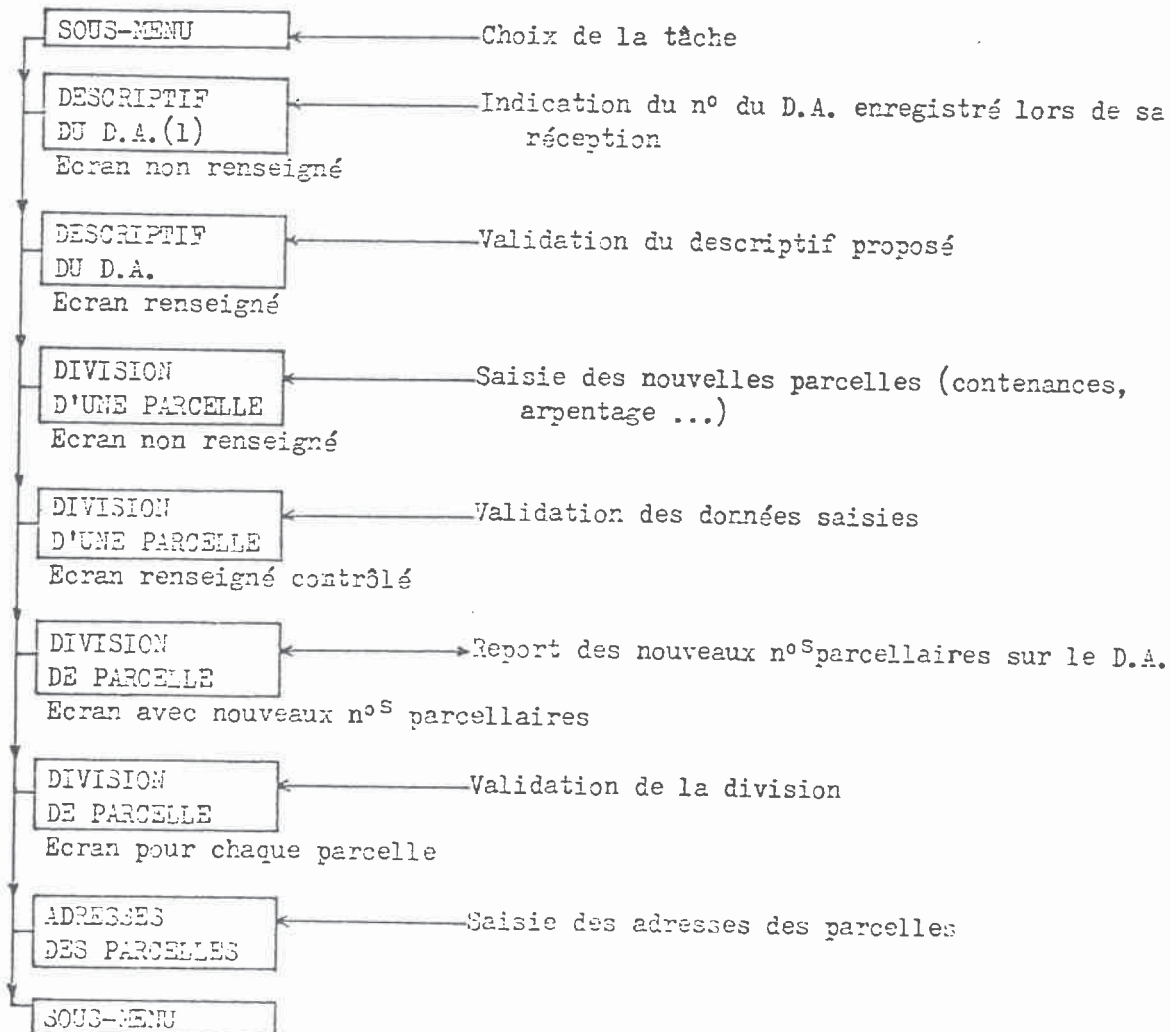 SOUS-MENU
Choix de la tâche
DESCRIPTIF
DU D.A.(1)
Indication du nº du D.A. enregistré lors de sa
réception
Ecran non renseigné
DESCRIPTIF
DU D.A.
Validation du descriptif proposé
Ecran renseigné
DIVISION
D'UNE PARCELLE
Saisie des nouvelles parcelles (contenances,
arpentage ...)
Ecran non renseigné
DIVISION
D'UNE PARCELLE
Validation des données saisies
Ecran renseigné contrôlé
DIVISION
DE PARCELLE
Report des nouveaux nºˢ parcellaires sur le D.A.
Ecran avec nouveaux nºˢ parcellaires
DIVISION
DE PARCELLE
Validation de la division
Ecran pour chaque parcelle
ADRESSES
DES PARCELLES
Saisie des adresses des parcelles
SOUS-MENU